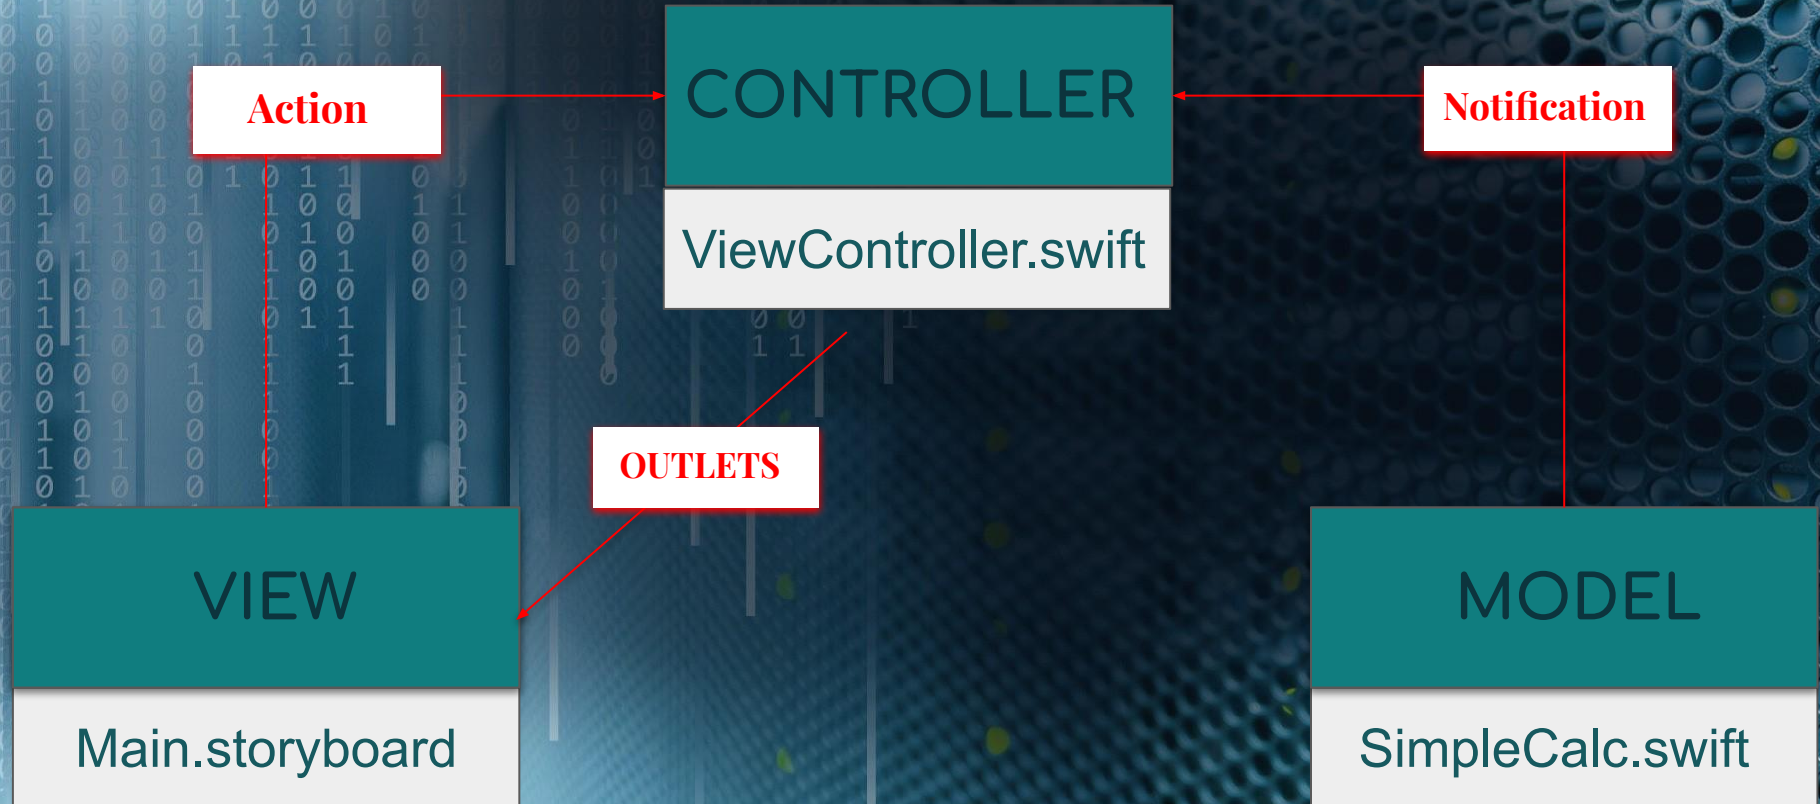 CONTROLLER
Action
Notification
ViewController.swift
OUTLETS
VIEW
MODEL
Main.storyboard
SimpleCalc.swift